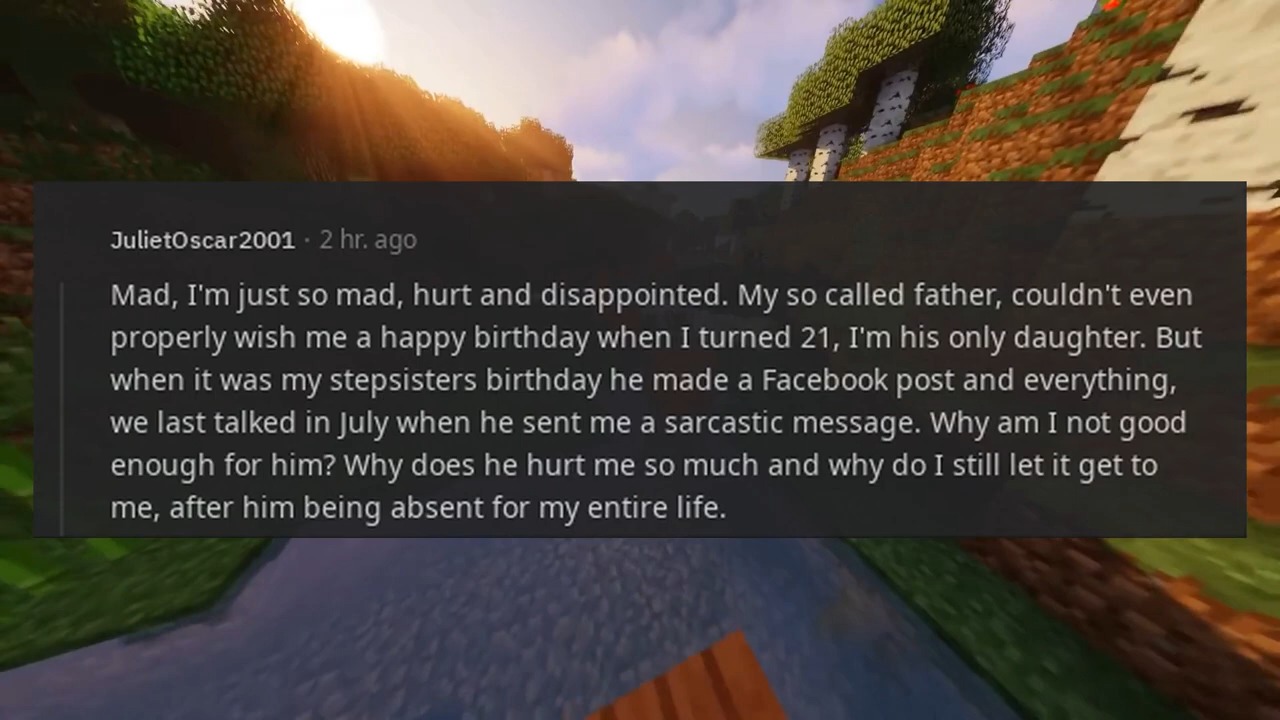 JulietOscar2001 · 2 hr. ago
Mad, I'm just so mad, hurt and disappointed. My so called father, couldn't even
properly wish me a happy birthday when I turned 21, I'm his only daughter. But
when it was my stepsisters birthday he made a Facebook post and everything,
we last talked in July when he sent me a sarcastic message. Why am I not good
enough for him? Why does he hurt me so much and why do I still let it get to
me, after him being absent for my entire life.